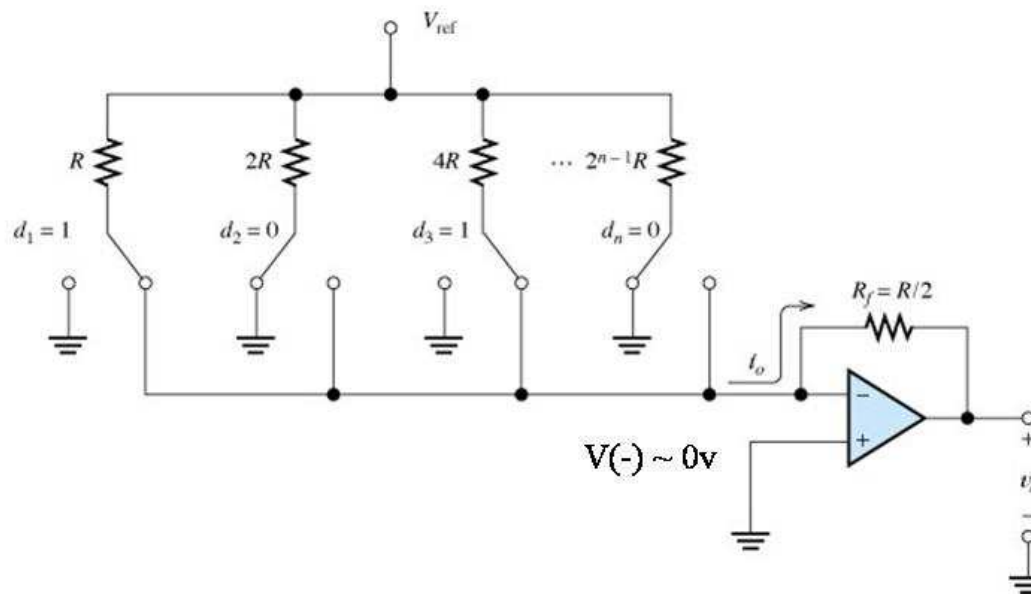 V_ref
R
2R
4R
... 2^{n-1}R
d_1 = 1
d_2 = 0
d_3 = 1
d_n = 0
R_f = R/2
i_o
−
+
V(-) ~ 0v
+
−